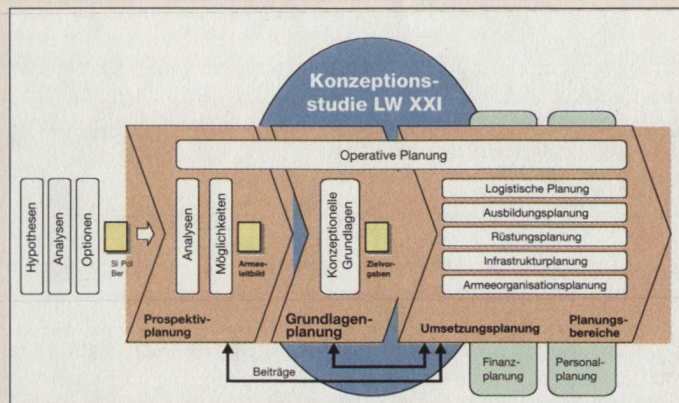 Konzeptions-
studie LW XXI
Operative Planung
Hypothesen
Analysen
Optionen
Si Pol
Ber
Analysen
Möglichkeiten
Armee-
leitbild
Konzeptionelle
Grundlagen
Zielvor-
gaben
Logistische Planung
Ausbildungsplanung
Rüstungsplanung
Infrastrukturplanung
Armeeorganisationsplanung
Prospektiv-
planung
Grundlagen-
planung
Umsetzungsplanung
Planungs-
bereiche
Beiträge
Finanz-
planung
Personal-
planung